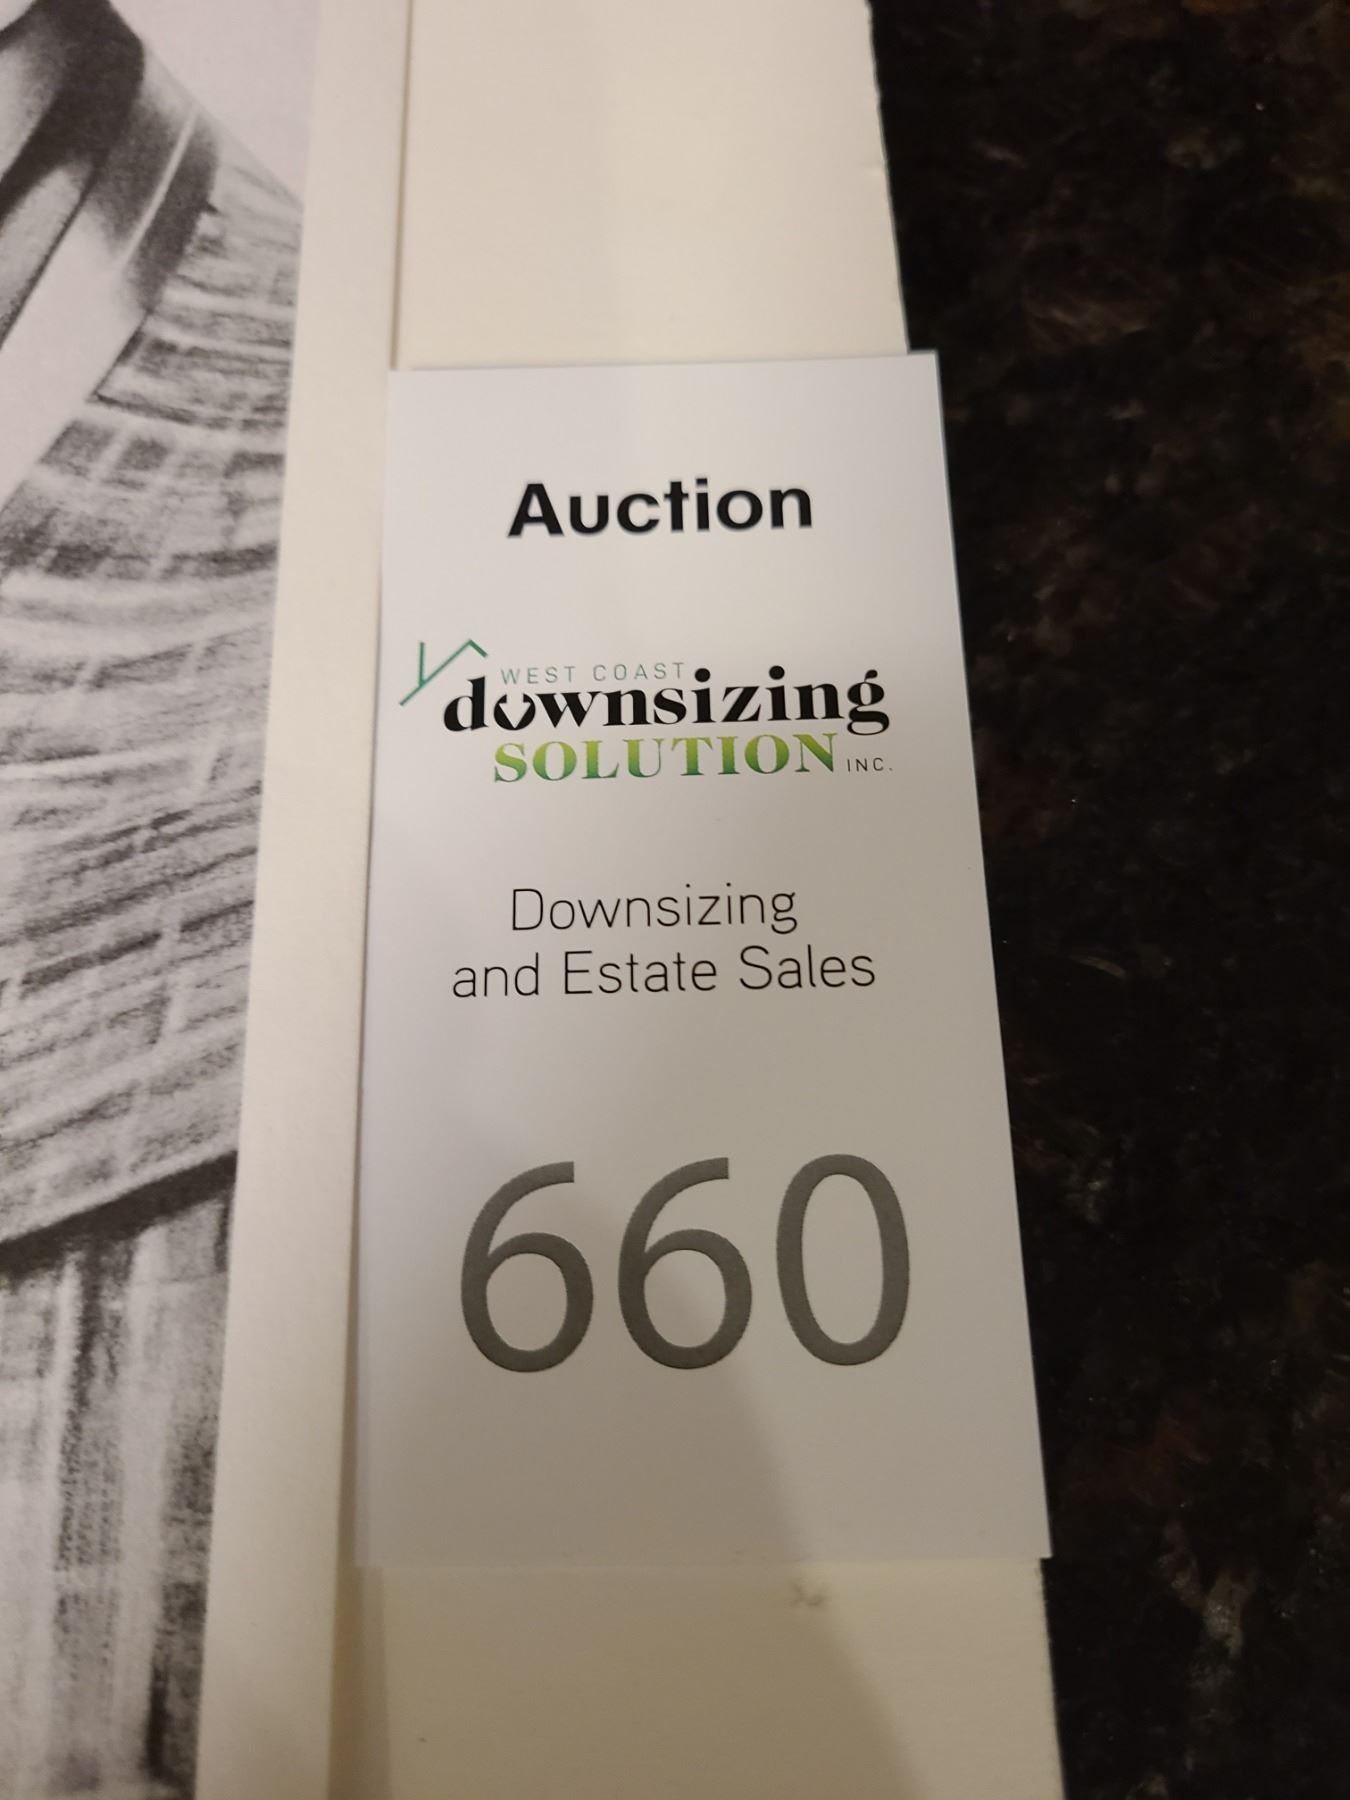 Auction
WEST COAST
downsizing
SOLUTION INC.
Downsizing
and Estate Sales
660